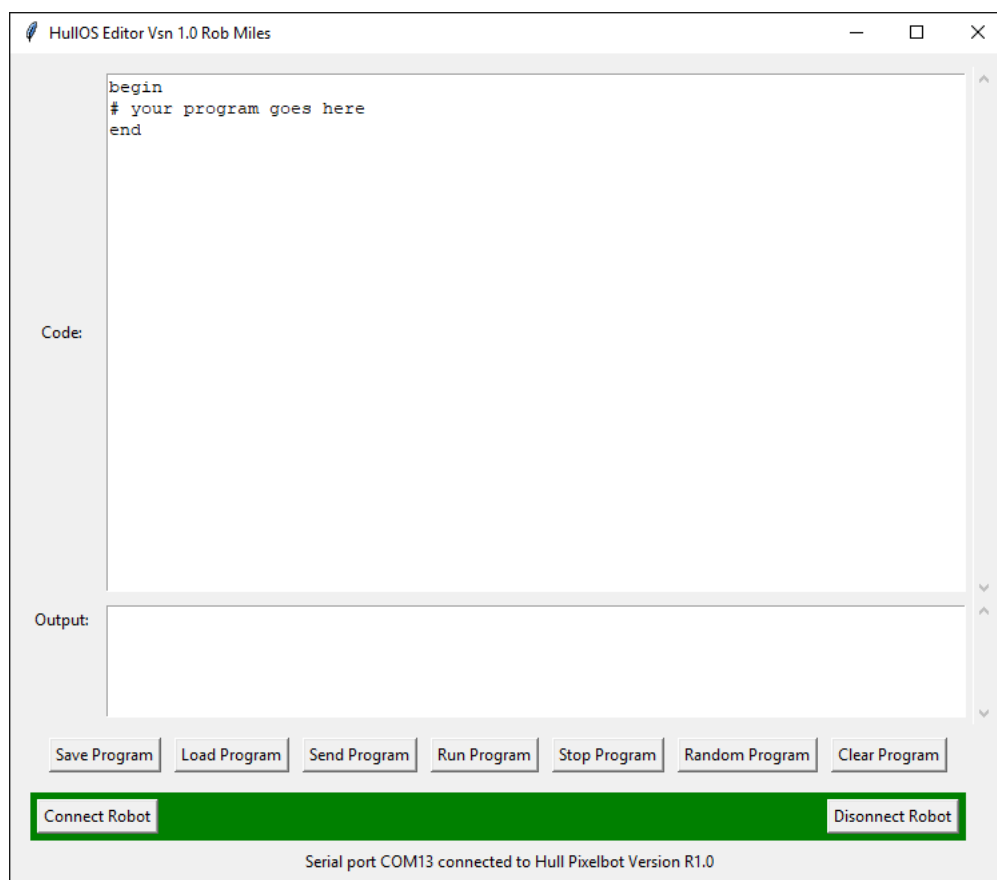 HullOS Editor Vsn 1.0 Rob Miles
begin
# your program goes here
end
Code:
Output:
Save Program Load Program Send Program Run Program Stop Program Random Program Clear Program
Connect Robot Disonnect Robot
Serial port COM13 connected to Hull Pixelbot Version R1.0